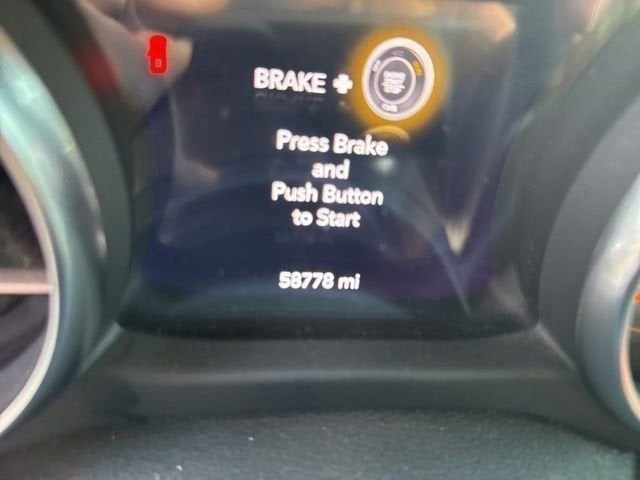 BRAKE +
Press Brake
and
Push Button
to Start
58778 mi